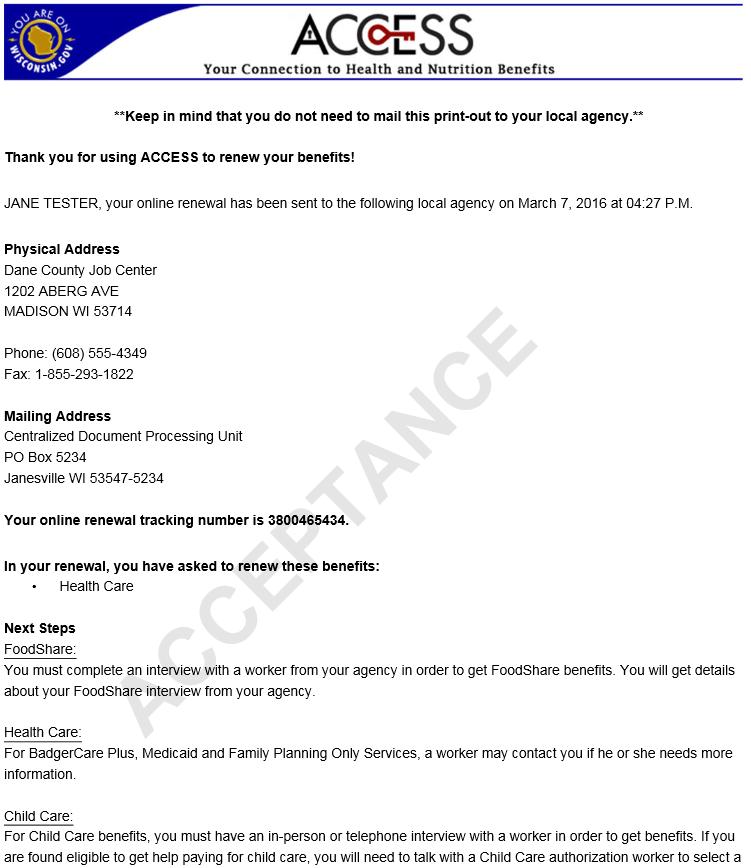 YOU ARE ON
WISCONSIN.GOV
ACCESS
Your Connection to Health and Nutrition Benefits
**Keep in mind that you do not need to mail this print-out to your local agency.**
Thank you for using ACCESS to renew your benefits!
JANE TESTER, your online renewal has been sent to the following local agency on March 7, 2016 at 04:27 P.M.
Physical Address
Dane County Job Center
1202 ABERG AVE
MADISON WI 53714
Phone: (608) 555-4349
Fax: 1-855-293-1822
Mailing Address
Centralized Document Processing Unit
PO Box 5234
Janesville WI 53547-5234
Your online renewal tracking number is 3800465434.
In your renewal, you have asked to renew these benefits:
• Health Care
Next Steps
FoodShare:
You must complete an interview with a worker from your agency in order to get FoodShare benefits. You will get details
about your FoodShare interview from your agency.
Health Care:
For BadgerCare Plus, Medicaid and Family Planning Only Services, a worker may contact you if he or she needs more
information.
Child Care:
For Child Care benefits, you must have an in-person or telephone interview with a worker in order to get benefits. If you
are found eligible to get help paying for child care, you will need to talk with a Child Care authorization worker to select a
ACCEPTANCE